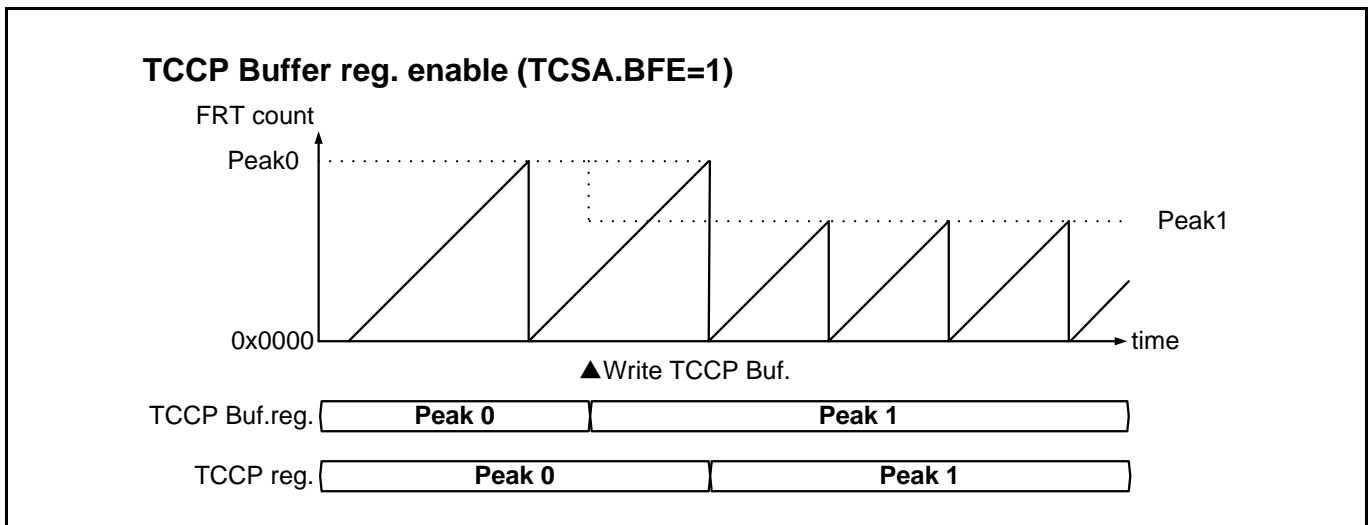 TCCP Buffer reg. enable (TCSA.BFE=1)
FRT count
Peak0
Peak1
0x0000
time
▲Write TCCP Buf.
TCCP Buf.reg. Peak 0 Peak 1
TCCP reg. Peak 0 Peak 1